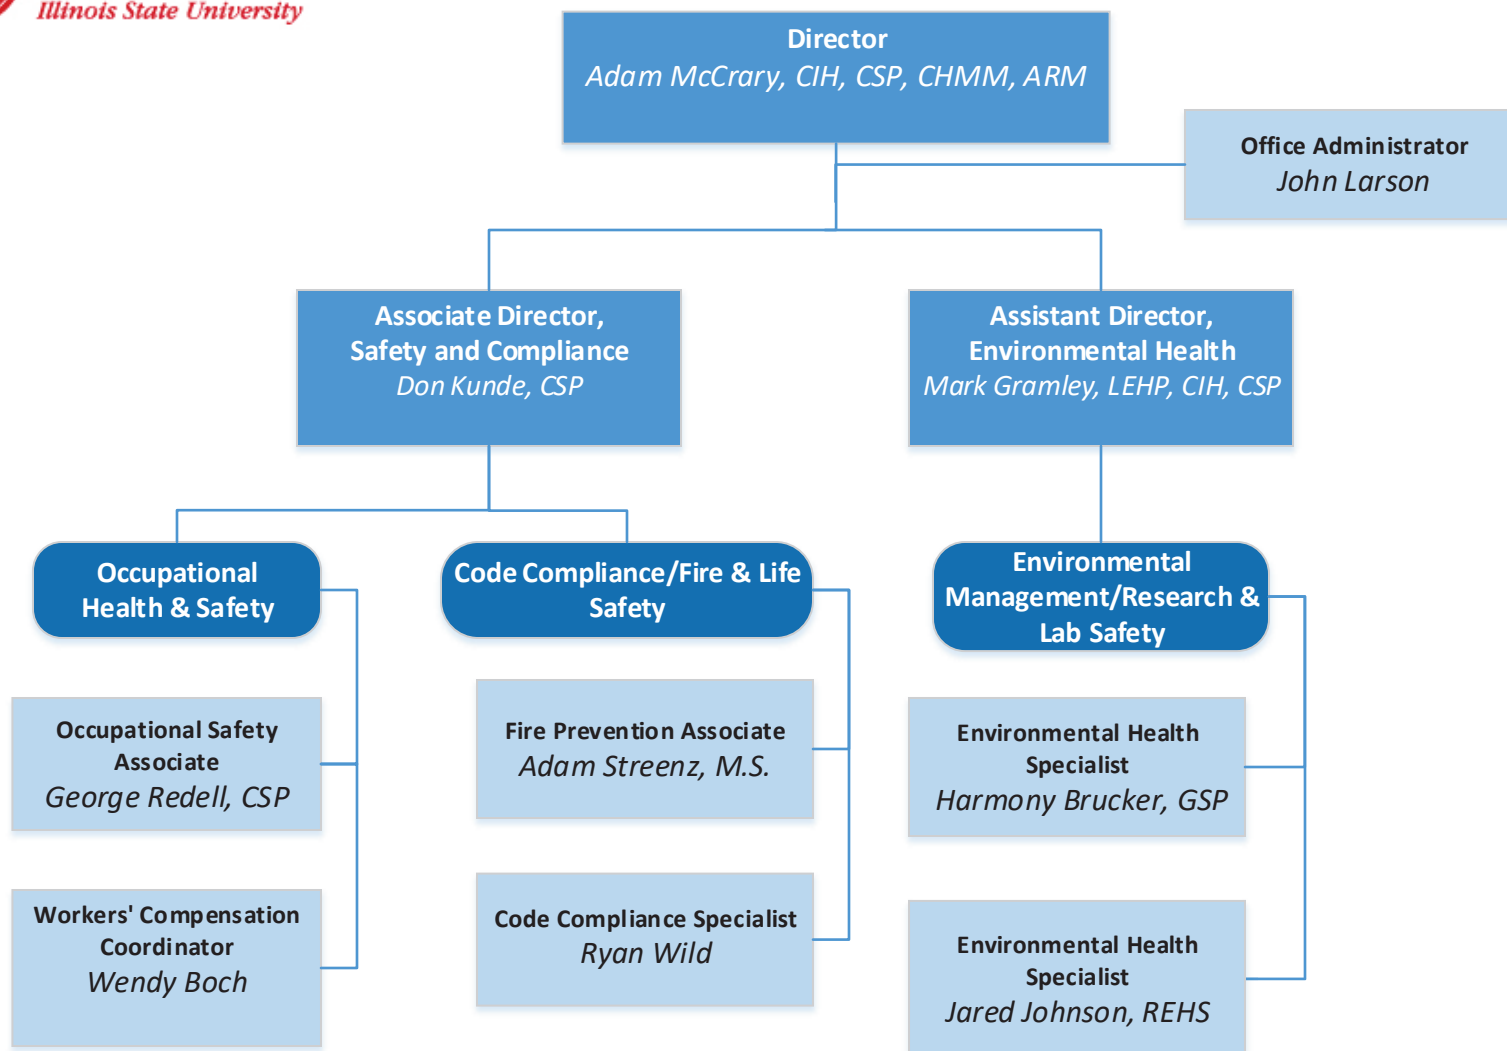 Illinois State University
Director
Adam McCrary, CIH, CSP, CHMM, ARM
Office Administrator
John Larson
Associate Director,
Safety and Compliance
Don Kunde, CSP
Assistant Director,
Environmental Health
Mark Gramley, LEHP, CIH, CSP
Occupational
Health & Safety
Code Compliance/Fire & Life
Safety
Environmental
Management/Research &
Lab Safety
Occupational Safety
Associate
George Redell, CSP
Fire Prevention Associate
Adam Streenz, M.S.
Environmental Health
Specialist
Harmony Brucker, GSP
Workers' Compensation
Coordinator
Wendy Boch
Code Compliance Specialist
Ryan Wild
Environmental Health
Specialist
Jared Johnson, REHS